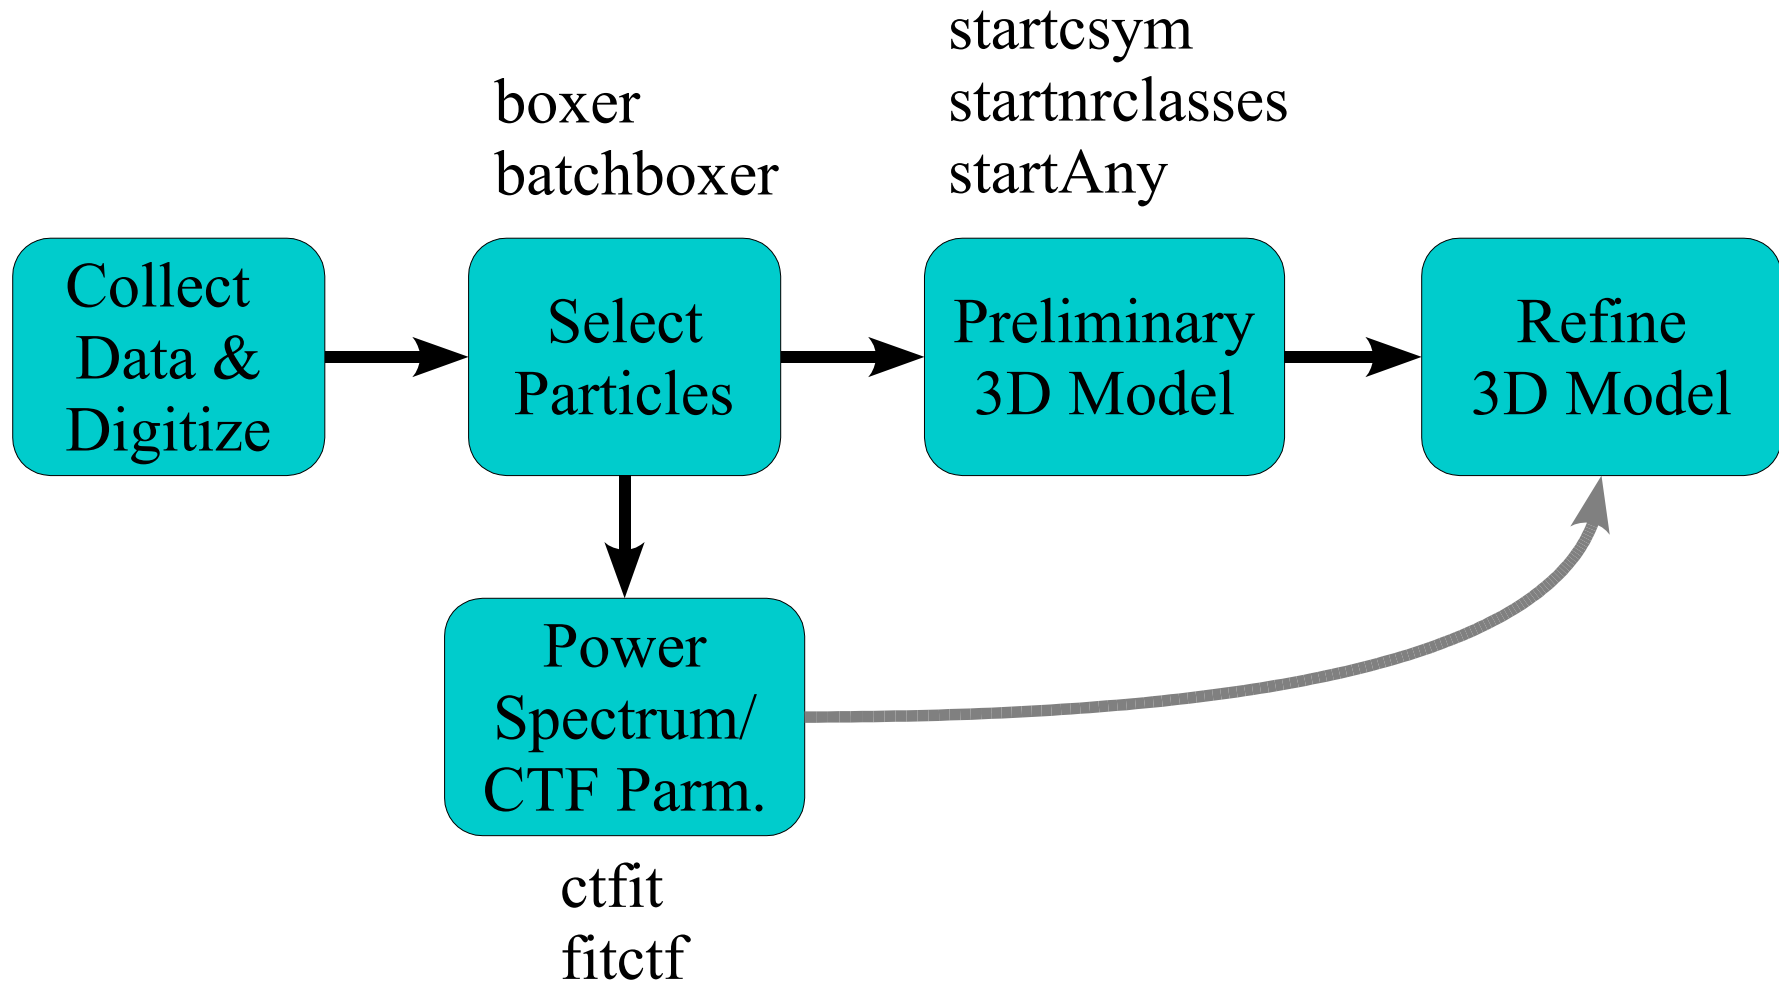 startcsym
startnrclasses
startAny
boxer
batchboxer
Collect
Data &
Digitize
Select
Particles
Preliminary
3D Model
Refine
3D Model
Power
Spectrum/
CTF Parm.
ctfit
fitctf